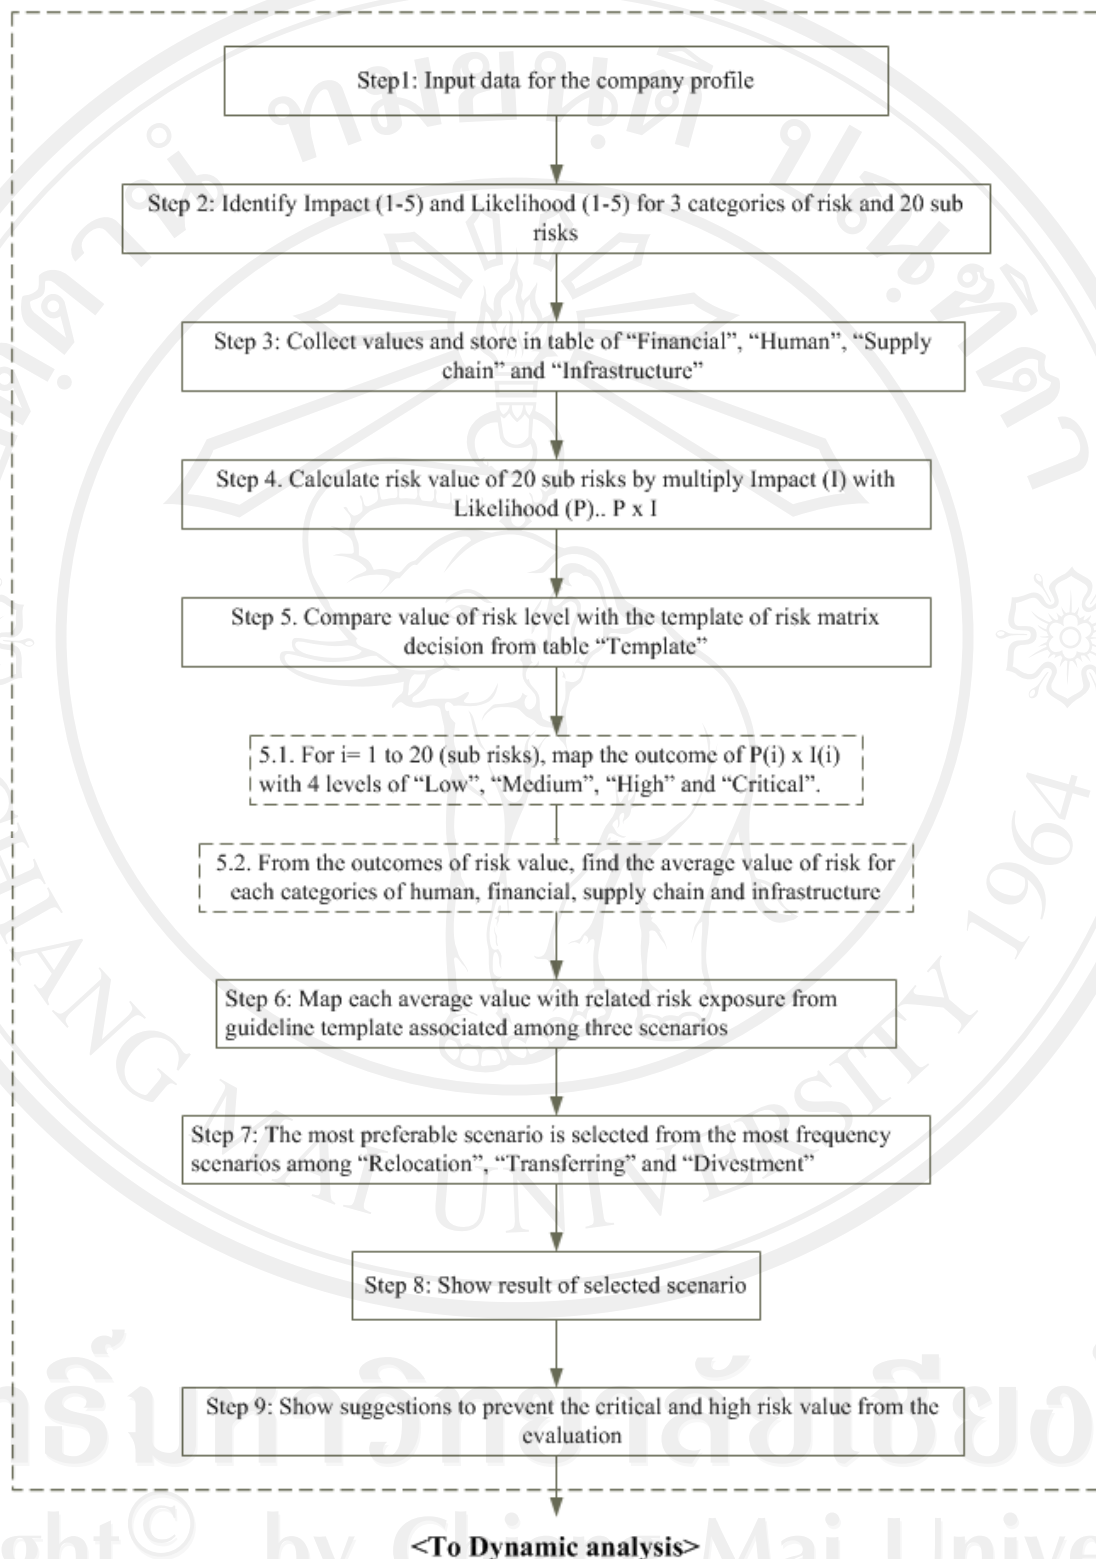 Step1: Input data for the company profile
Step 2: Identify Impact (1-5) and Likelihood (1-5) for 3 categories of risk and 20 sub
risks
Step 3: Collect values and store in table of “Financial”, “Human”, “Supply
chain” and “Infrastructure”
Step 4. Calculate risk value of 20 sub risks by multiply Impact (I) with
Likelihood (P).. P x I
Step 5. Compare value of risk level with the template of risk matrix
decision from table “Template”
5.1. For i= 1 to 20 (sub risks), map the outcome of P(i) x I(i)
with 4 levels of “Low”, “Medium”, “High” and “Critical”.
5.2. From the outcomes of risk value, find the average value of risk for
each categories of human, financial, supply chain and infrastructure
Step 6: Map each average value with related risk exposure from
guideline template associated among three scenarios
Step 7: The most preferable scenario is selected from the most frequency
scenarios among “Relocation”, “Transferring” and “Divestment”
Step 8: Show result of selected scenario
Step 9: Show suggestions to prevent the critical and high risk value from the
evaluation
<To Dynamic analysis>
CHIANG MAI UNIVERSITY 1964
by Chiang Mai Unive